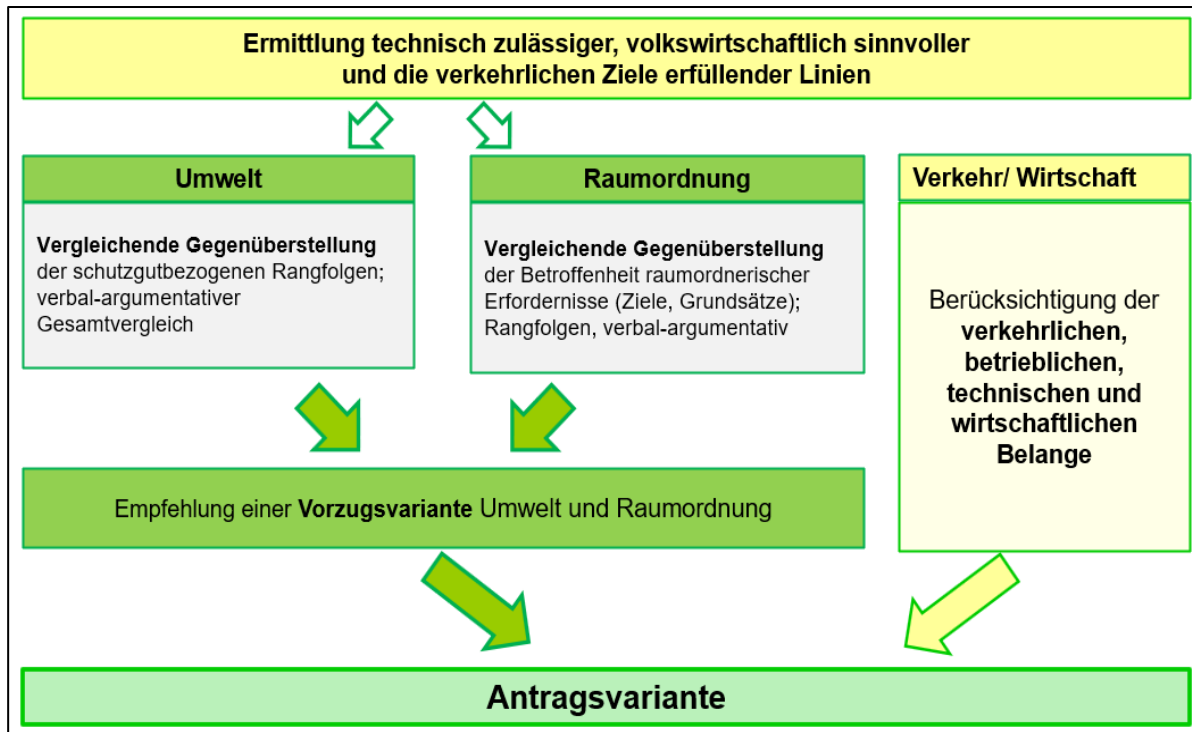 Ermittlung technisch zulässiger, volkswirtschaftlich sinnvoller
und die verkehrlichen Ziele erfüllender Linien
Umwelt
Vergleichende Gegenüberstellung
der schutzgutbezogenen Rangfolgen;
verbal-argumentativer
Gesamtvergleich
Raumordnung
Vergleichende Gegenüberstellung
der Betroffenheit raumordnerischer
Erfordernisse (Ziele, Grundsätze);
Rangfolgen, verbal-argumentativ
Verkehr/ Wirtschaft
Berücksichtigung der
verkehrlichen,
betrieblichen,
technischen und
wirtschaftlichen
Belange
Empfehlung einer Vorzugsvariante Umwelt und Raumordnung
Antragsvariante